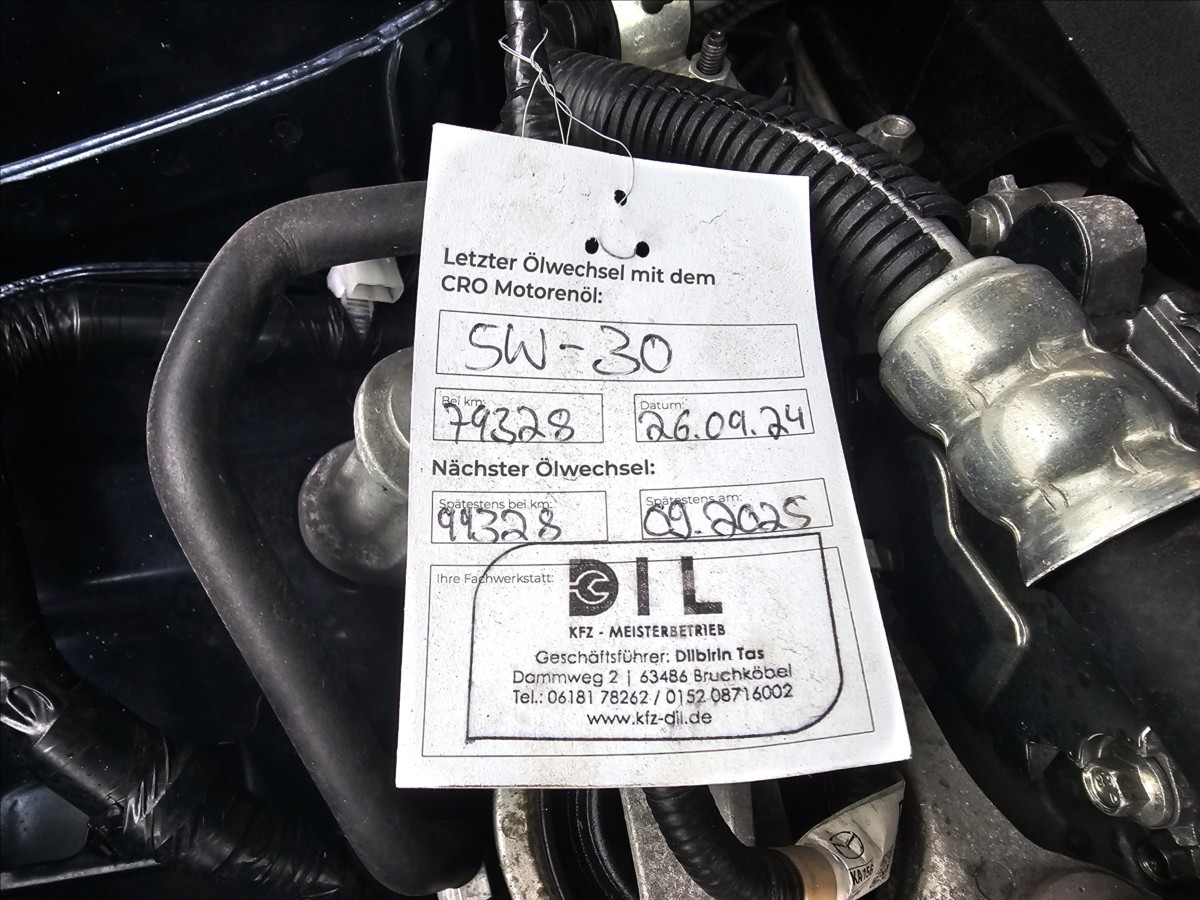 Letzter Ölwechsel mit dem
CRO Motorenöl:
5W-30
Bei km:
79328
Datum:
26.09.24
Nächster Ölwechsel:
Spätestens bei km:
99328
Spätestens am:
09.2025
Ihre Fachwerkstatt:
DIL
KFZ - MEISTERBETRIEB
Geschäftsführer: Dilbirin Tas
Dammweg 2 | 63486 Bruchköbel
Tel.: 06181 78262 / 0152 08716002
www.kfz-dil.de